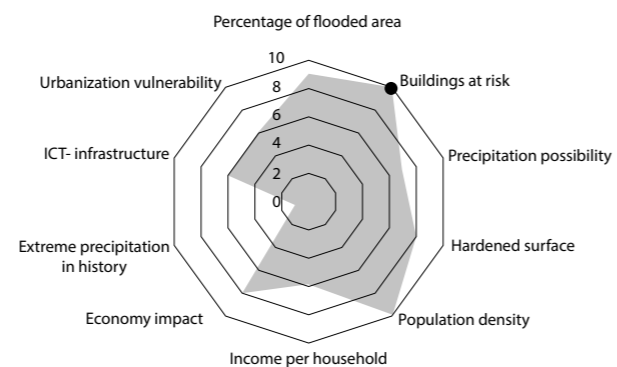 Percentage of flooded area
10
Buildings at risk
Urbanization vulnerability
8
6
ICT- infrastructure
4
Precipitation possibility
2
0
Extreme precipitation
in history
Hardened surface
Economy impact
Population density
Income per household